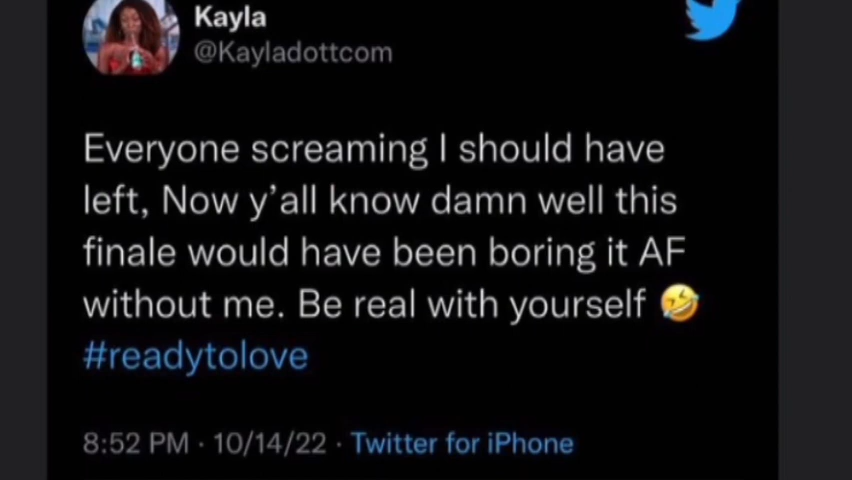 Kayla
@Kayladottcom
Everyone screaming I should have
left, Now y'all know damn well this
finale would have been boring it AF
without me. Be real with yourself 🤣
#readytolove
8:52 PM · 10/14/22 · Twitter for iPhone